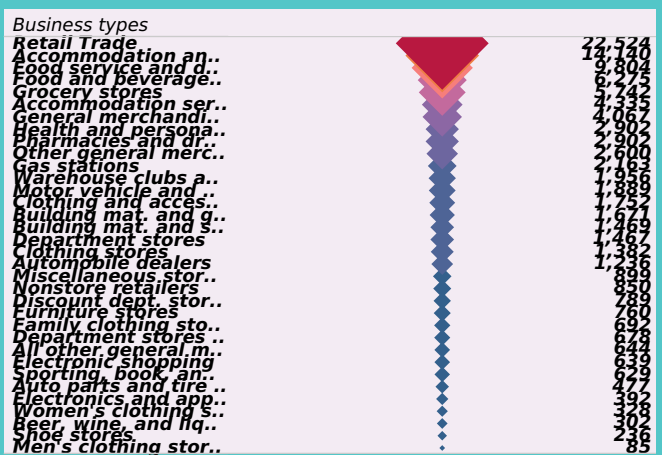 Business types
Retail Trade 22,524
Accommodation an.. 14,140
Food service and d.. 9,804
Food and beverage.. 6,275
Grocery stores 5,742
Accommodation ser.. 4,335
General merchandi.. 4,067
Health and persona.. 2,902
Pharmacies and dr.. 2,902
Other general merc.. 2,600
Gas stations 2,163
Warehouse clubs a.. 1,956
Motor vehicle and .. 1,889
Clothing and acces.. 1,752
Building mat. and g.. 1,671
Building mat. and s.. 1,469
Department stores 1,467
Clothing stores 1,382
Automobile dealers 1,236
Miscellaneous stor.. 899
Nonstore retailers 850
Discount dept. stor.. 789
Furniture stores 760
Family clothing sto.. 692
Department stores .. 678
All other general m.. 644
Electronic shopping 639
Sporting, book, an.. 629
Auto parts and tire .. 477
Electronics and app.. 392
Women's clothing s.. 328
Beer, wine, and liq.. 302
Shoe stores 236
Men's clothing stor.. 85